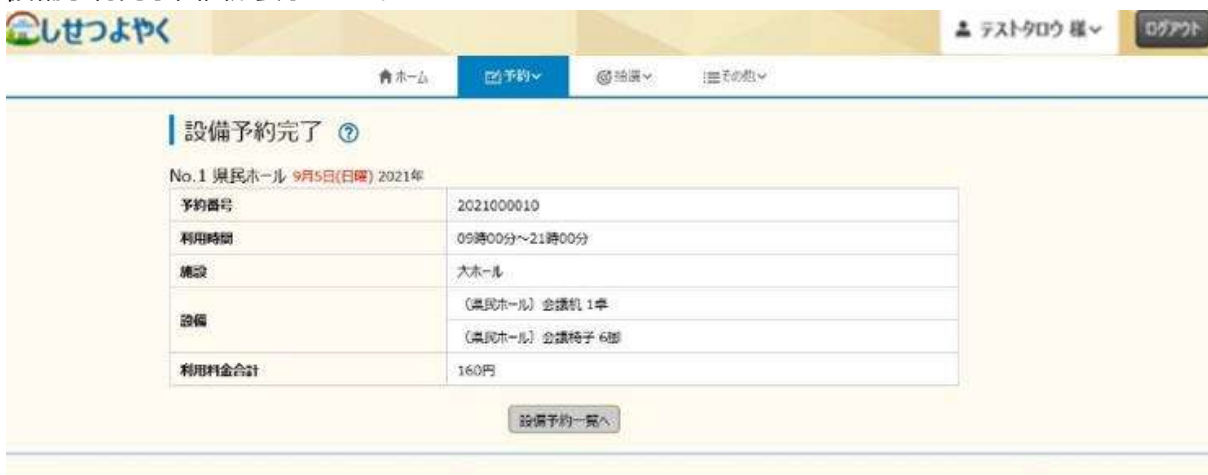 しせつよやく
テストタロウ 様
ログアウト
ホーム
予約
抽選
その他
設備予約完了
No.1 県民ホール 9月5日(日曜) 2021年
予約番号 2021000010
利用時間 09時00分～21時00分
施設 大ホール
設備
（県民ホール）会議机 1卓
（県民ホール）会議椅子 6脚
利用料金合計 160円
設備予約一覧へ